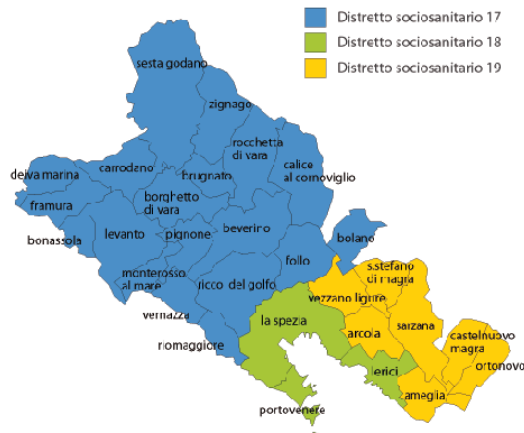 Distretto sociosanitario 17
Distretto sociosanitario 18
Distretto sociosanitario 19
sesta godano
zignago
rocchetta
di vara
calice
al cornoviglio
carrodano
brugnato
deiva marina
framura
borghetto
di vara
bonassola
levanto
pignone
beverino
bolano
follo
monterosso
al mare
ricco del golfo
s.stefano
di magra
vezzano ligure
vernazza
la spezia
riomaggiore
arcola
sarzana
castelnuovo
magra
ortonovo
lerici
ameglia
portovenere